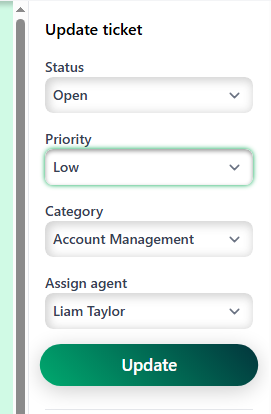 Update ticket
Status
Open
Priority
Low
Category
Account Management
Assign agent
Liam Taylor
Update